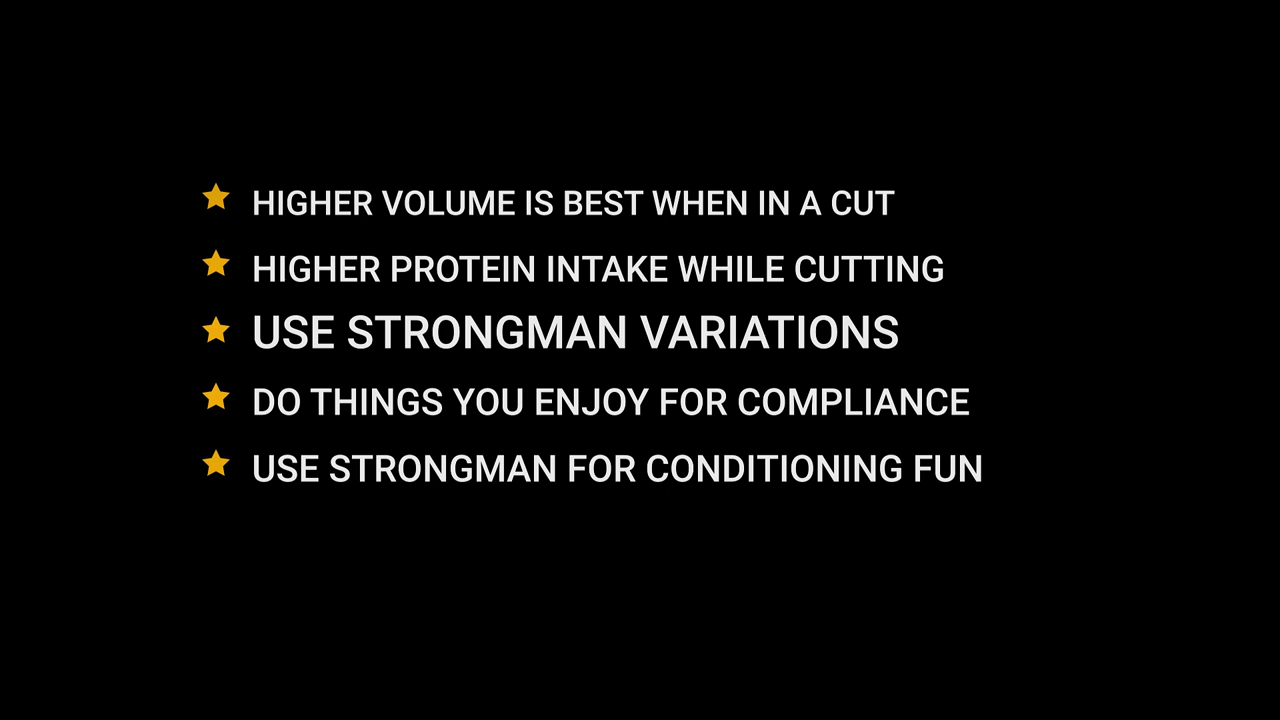 HIGHER VOLUME IS BEST WHEN IN A CUT
HIGHER PROTEIN INTAKE WHILE CUTTING
USE STRONGMAN VARIATIONS
DO THINGS YOU ENJOY FOR COMPLIANCE
USE STRONGMAN FOR CONDITIONING FUN